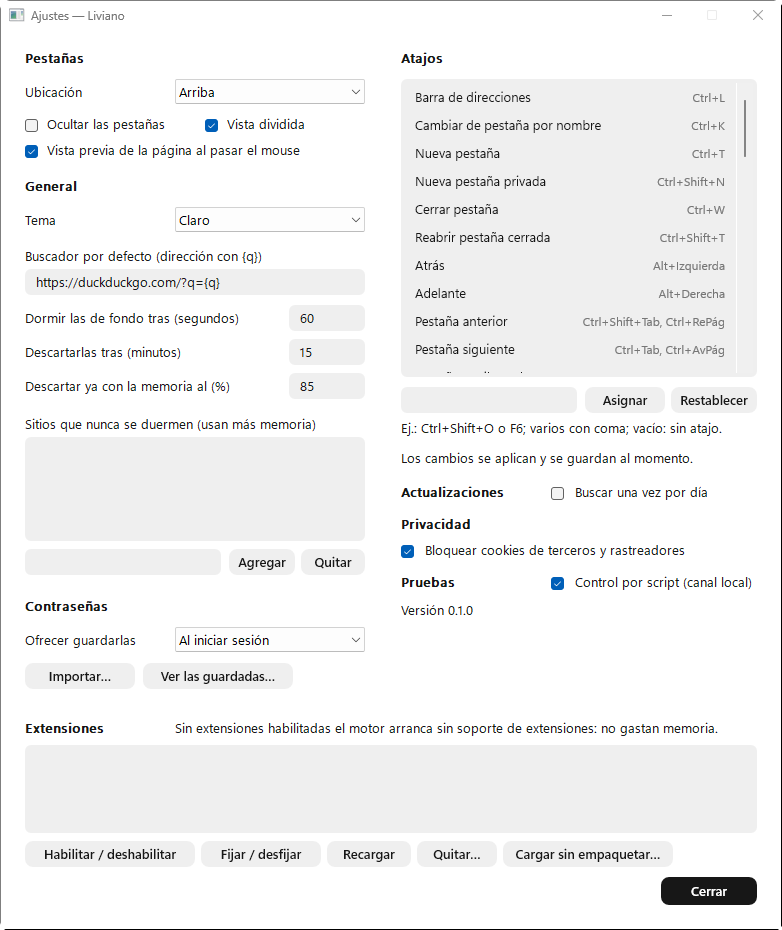 Ajustes — Liviano
Pestañas
Ubicación
Arriba
Ocultar las pestañas
Vista dividida
Vista previa de la página al pasar el mouse
General
Tema
Claro
Buscador por defecto (dirección con {q})
https://duckduckgo.com/?q={q}
Dormir las de fondo tras (segundos)
60
Descartarlas tras (minutos)
15
Descartar ya con la memoria al (%)
85
Sitios que nunca se duermen (usan más memoria)
Agregar
Quitar
Contraseñas
Ofrecer guardarlas
Al iniciar sesión
Importar...
Ver las guardadas...
Atajos
Barra de direcciones Ctrl+L
Cambiar de pestaña por nombre Ctrl+K
Nueva pestaña Ctrl+T
Nueva pestaña privada Ctrl+Shift+N
Cerrar pestaña Ctrl+W
Reabrir pestaña cerrada Ctrl+Shift+T
Atrás Alt+Izquierda
Adelante Alt+Derecha
Pestaña anterior Ctrl+Shift+Tab, Ctrl+RePág
Pestaña siguiente Ctrl+Tab, Ctrl+AvPág
Asignar
Restablecer
Ej.: Ctrl+Shift+O o F6; varios con coma; vacío: sin atajo.
Los cambios se aplican y se guardan al momento.
Actualizaciones
Buscar una vez por día
Privacidad
Bloquear cookies de terceros y rastreadores
Pruebas
Control por script (canal local)
Versión 0.1.0
Extensiones
Sin extensiones habilitadas el motor arranca sin soporte de extensiones: no gastan memoria.
Habilitar / deshabilitar
Fijar / desfijar
Recargar
Quitar...
Cargar sin empaquetar...
Cerrar